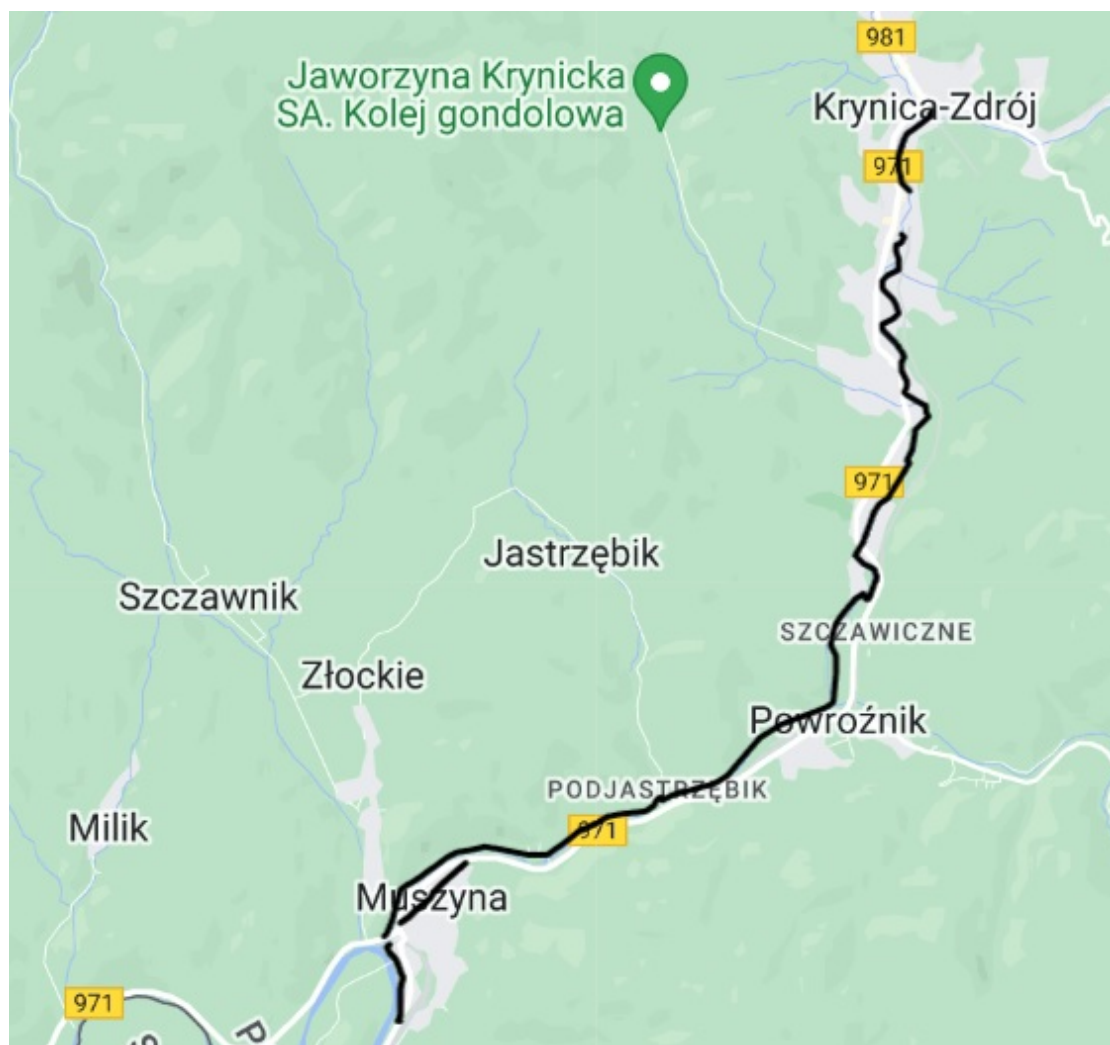 981
Jaworzyna Krynicka
SA. Kolej gondolowa
Krynica-Zdrój
971
971
Jastrzębik
Szczawnik
SZCZAWICZNE
Złockie
Powroźnik
PODJASTRZĘBIK
Milik
971
Muszyna
971
P